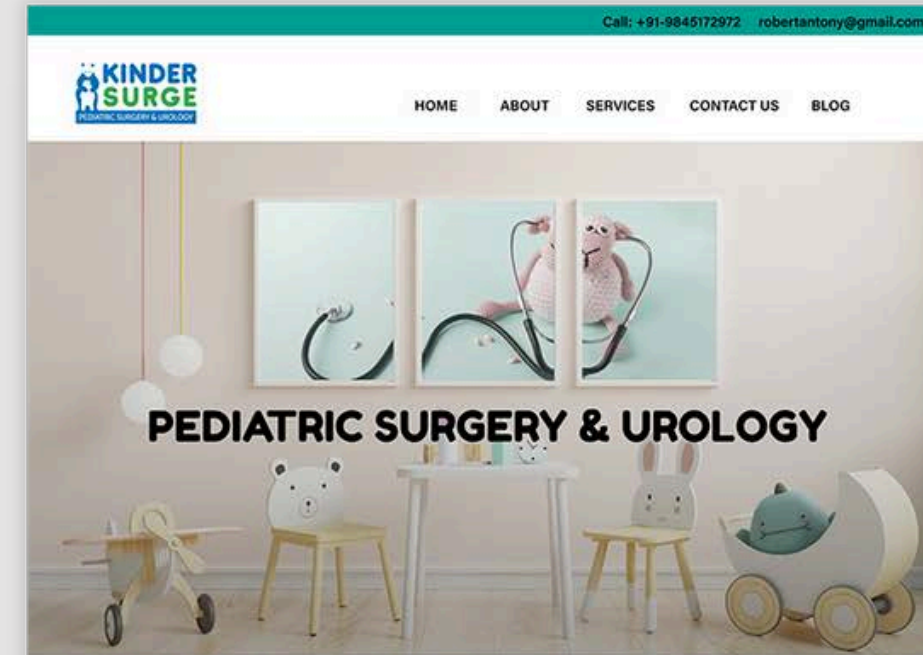 Call: +91-9845172972 robertantony@gmail.com
KINDER
SURGE
PEDIATRIC SURGERY & UROLOGY
HOME ABOUT SERVICES CONTACT US BLOG
PEDIATRIC SURGERY & UROLOGY